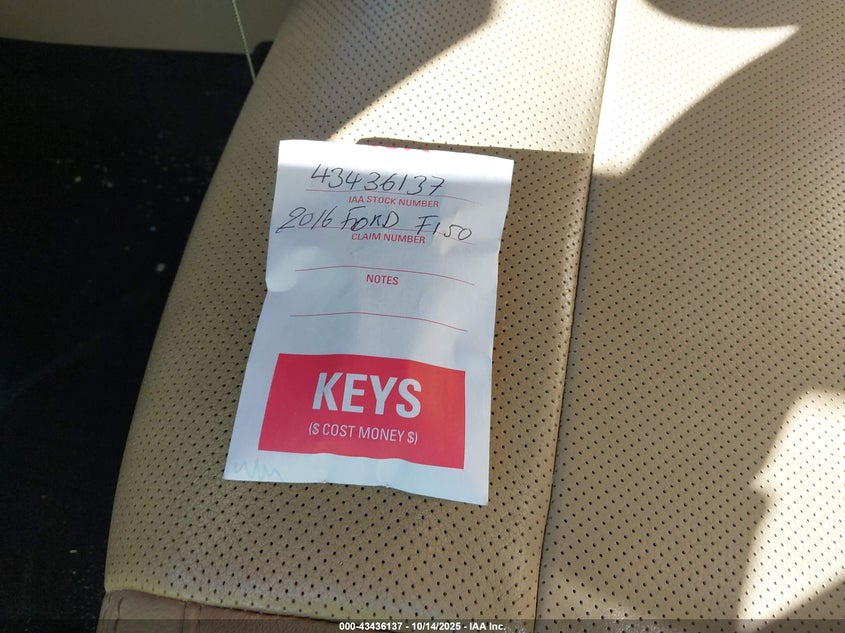 43436137
IAA STOCK NUMBER
2016 FORD F150
CLAIM NUMBER
NOTES
KEYS
($ COST MONEY $)
000-43436137 - 10/14/2025 - IAA Inc.